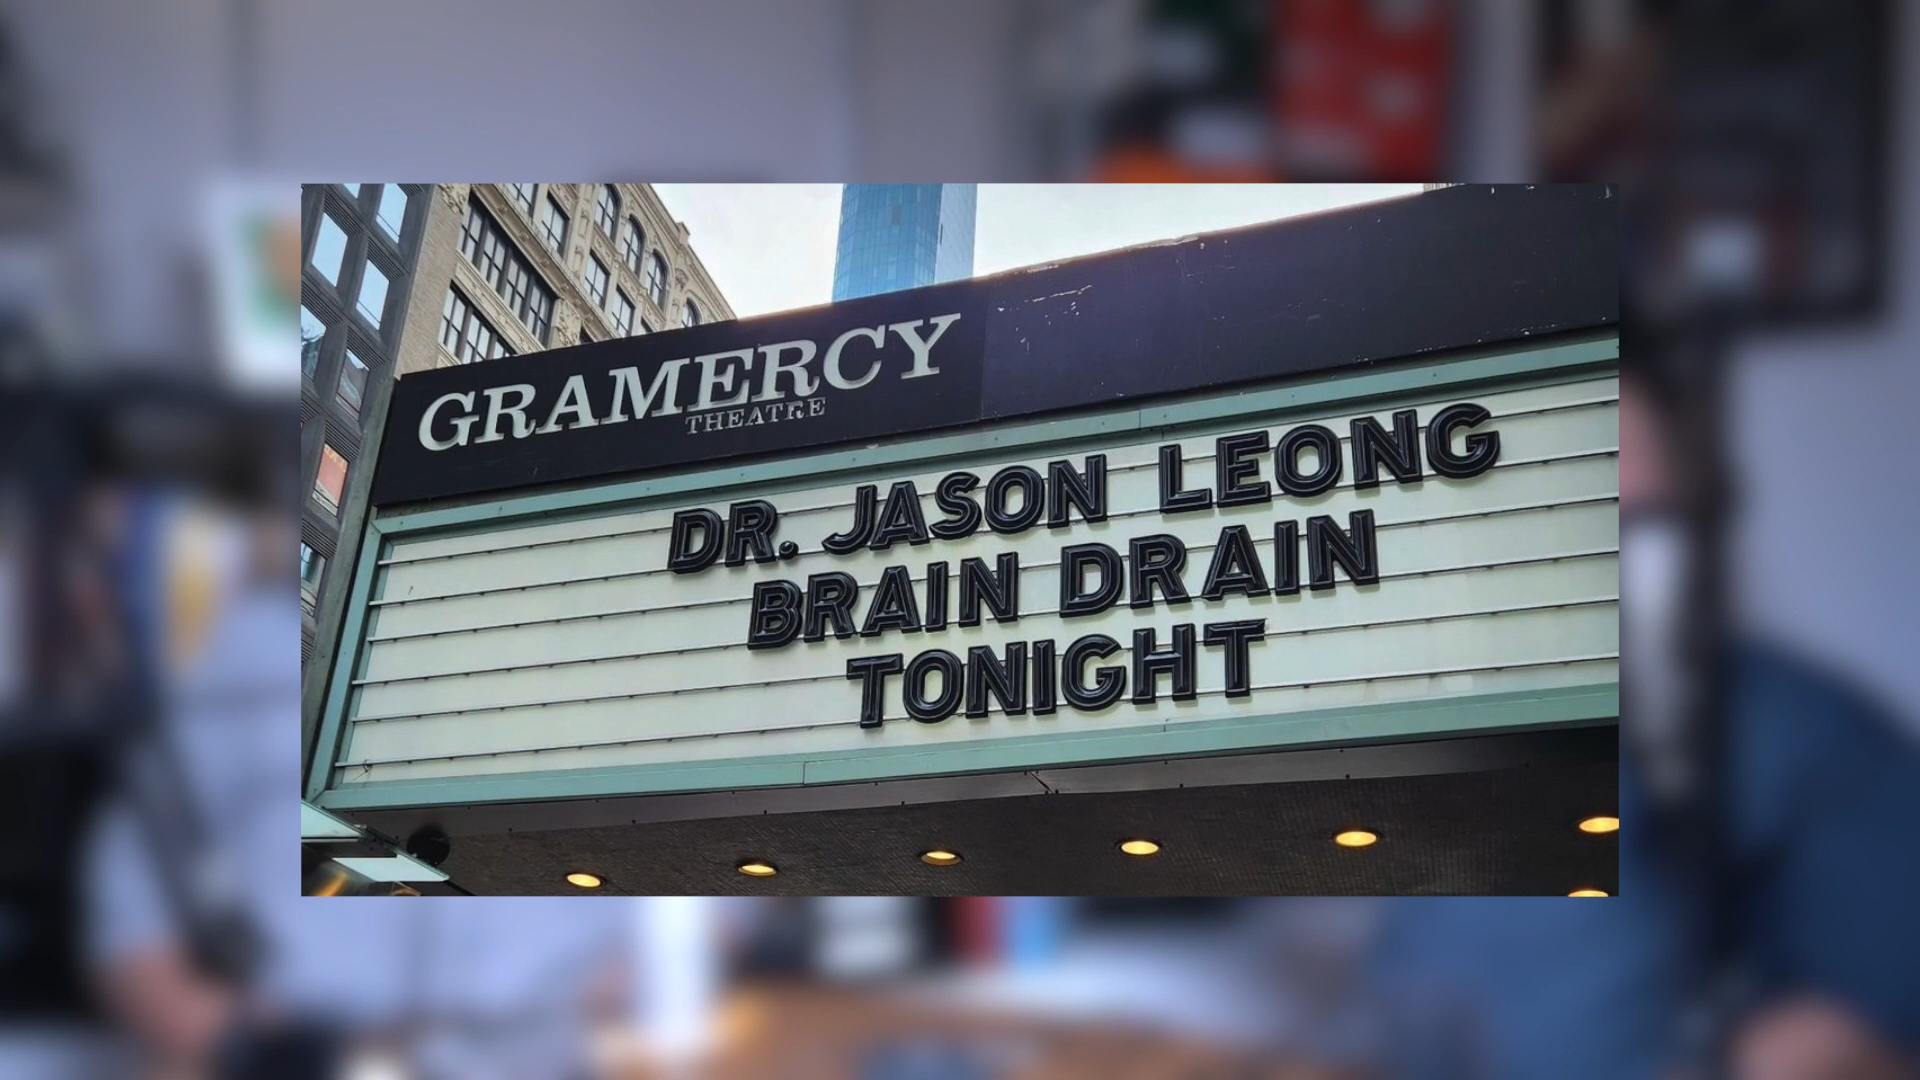 GRAMERCY
THEATRE
DR. JASON LEONG
BRAIN DRAIN
TONIGHT